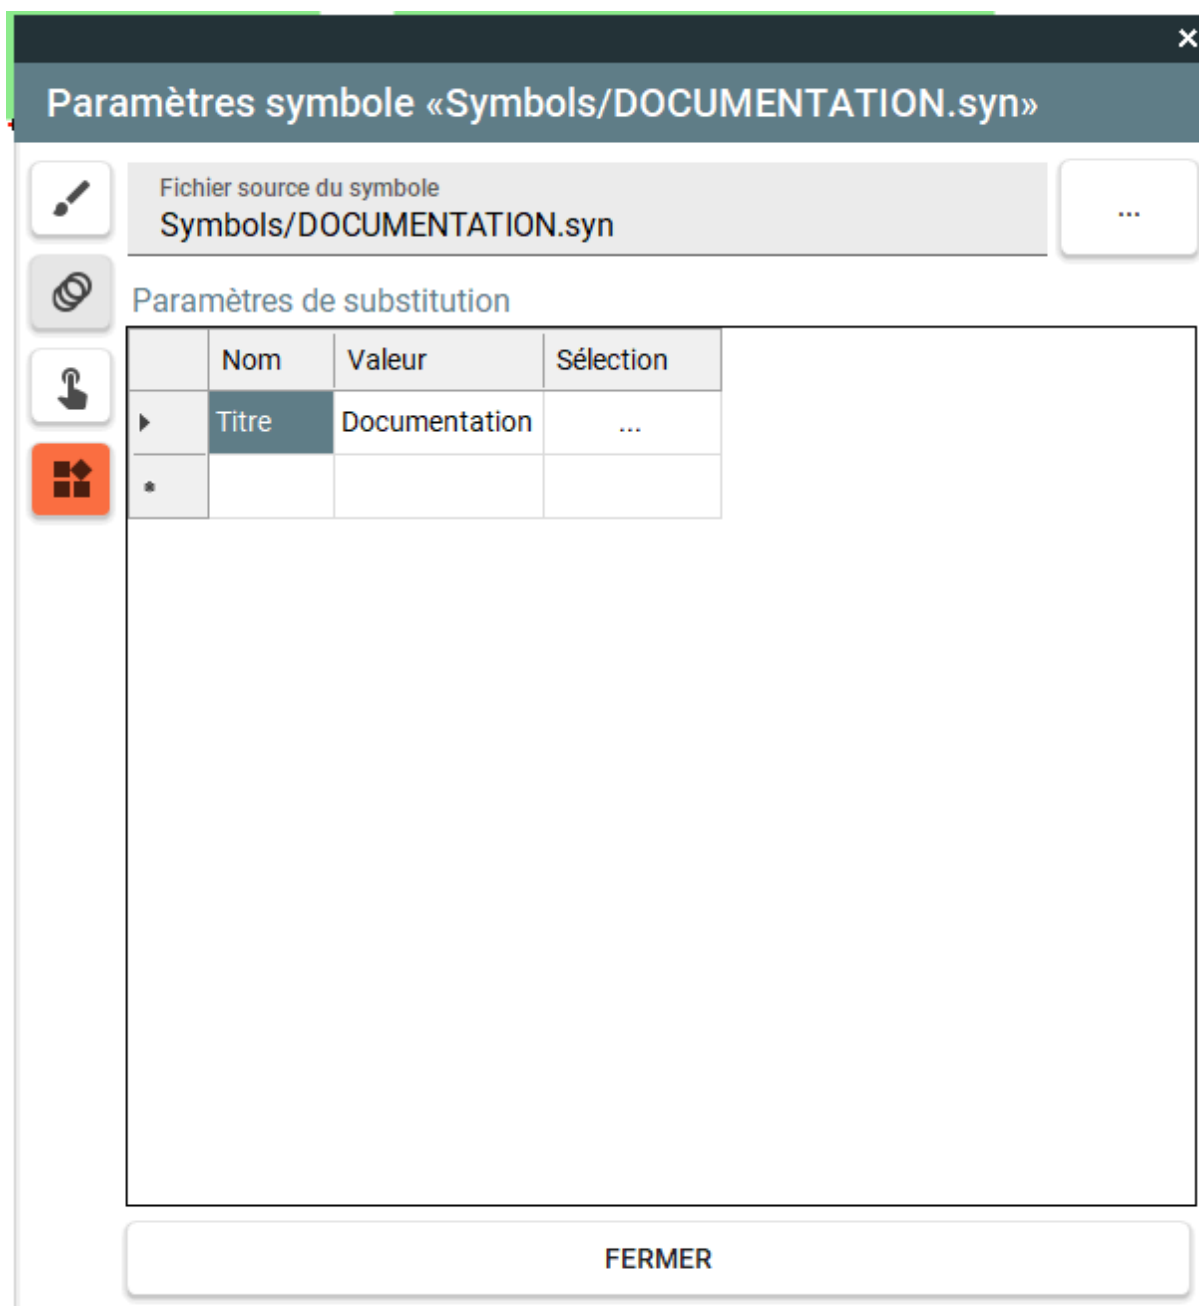 Paramètres symbole «Symbols/DOCUMENTATION.syn»
Fichier source du symbole
Symbols/DOCUMENTATION.syn
...
Paramètres de substitution
Nom Valeur Sélection
Titre Documentation ...
FERMER